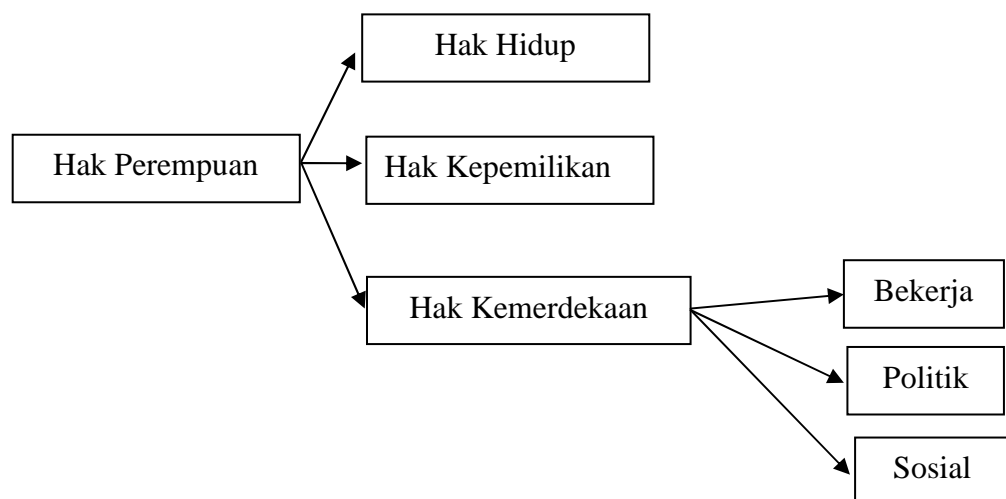 Hak Hidup
Hak Perempuan
Hak Kepemilikan
Hak Kemerdekaan
Bekerja
Politik
Sosial